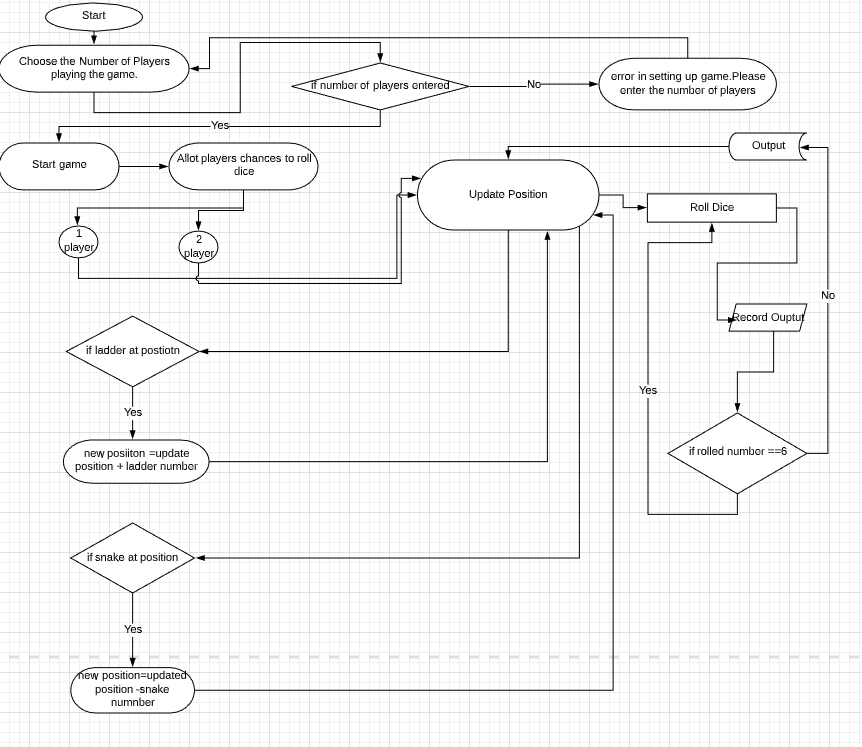 Start
Choose the Number of Players
playing the game.
if number of players entered
No
error in setting up game.Please
enter the number of players
Yes
Start game
Allot players chances to roll
dice
Output
Update Position
Roll Dice
1
player
2
player
No
Record Ouptut
if ladder at postiotn
Yes
Yes
if rolled number ==6
new posiiton =update
position + ladder number
if snake at position
Yes
new position=updated
position -snake
numnber